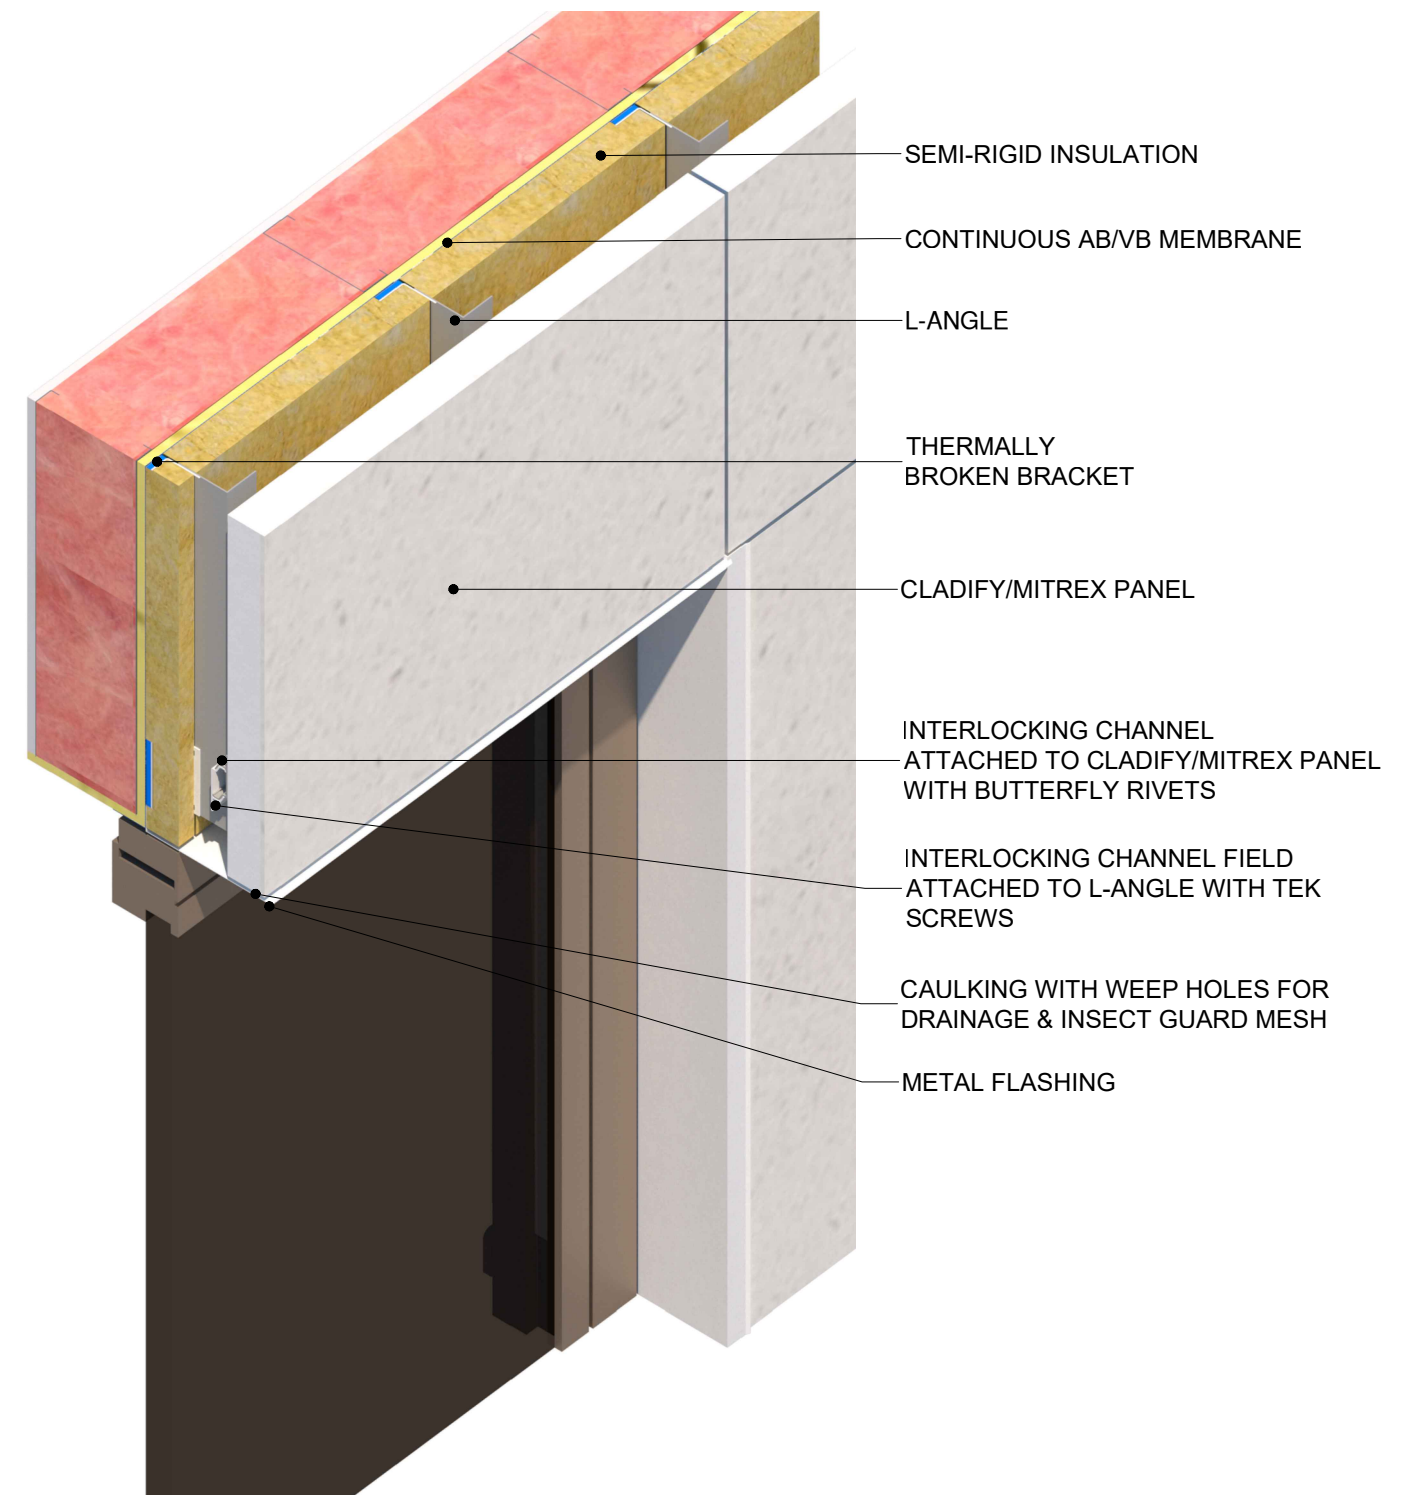 SEMI-RIGID INSULATION
CONTINUOUS AB/VB MEMBRANE
L-ANGLE
THERMALLY
BROKEN BRACKET
CLADIFY/MITREX PANEL
INTERLOCKING CHANNEL
ATTACHED TO CLADIFY/MITREX PANEL
WITH BUTTERFLY RIVETS
INTERLOCKING CHANNEL FIELD
ATTACHED TO L-ANGLE WITH TEK
SCREWS
CAULKING WITH WEEP HOLES FOR
DRAINAGE & INSECT GUARD MESH
METAL FLASHING